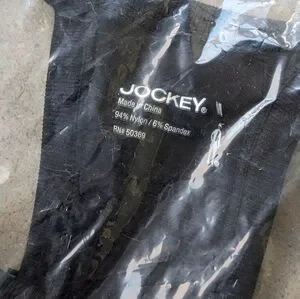 JOCKEY®
Made in China
94% Nylon / 6% Spandex
RN# 50369